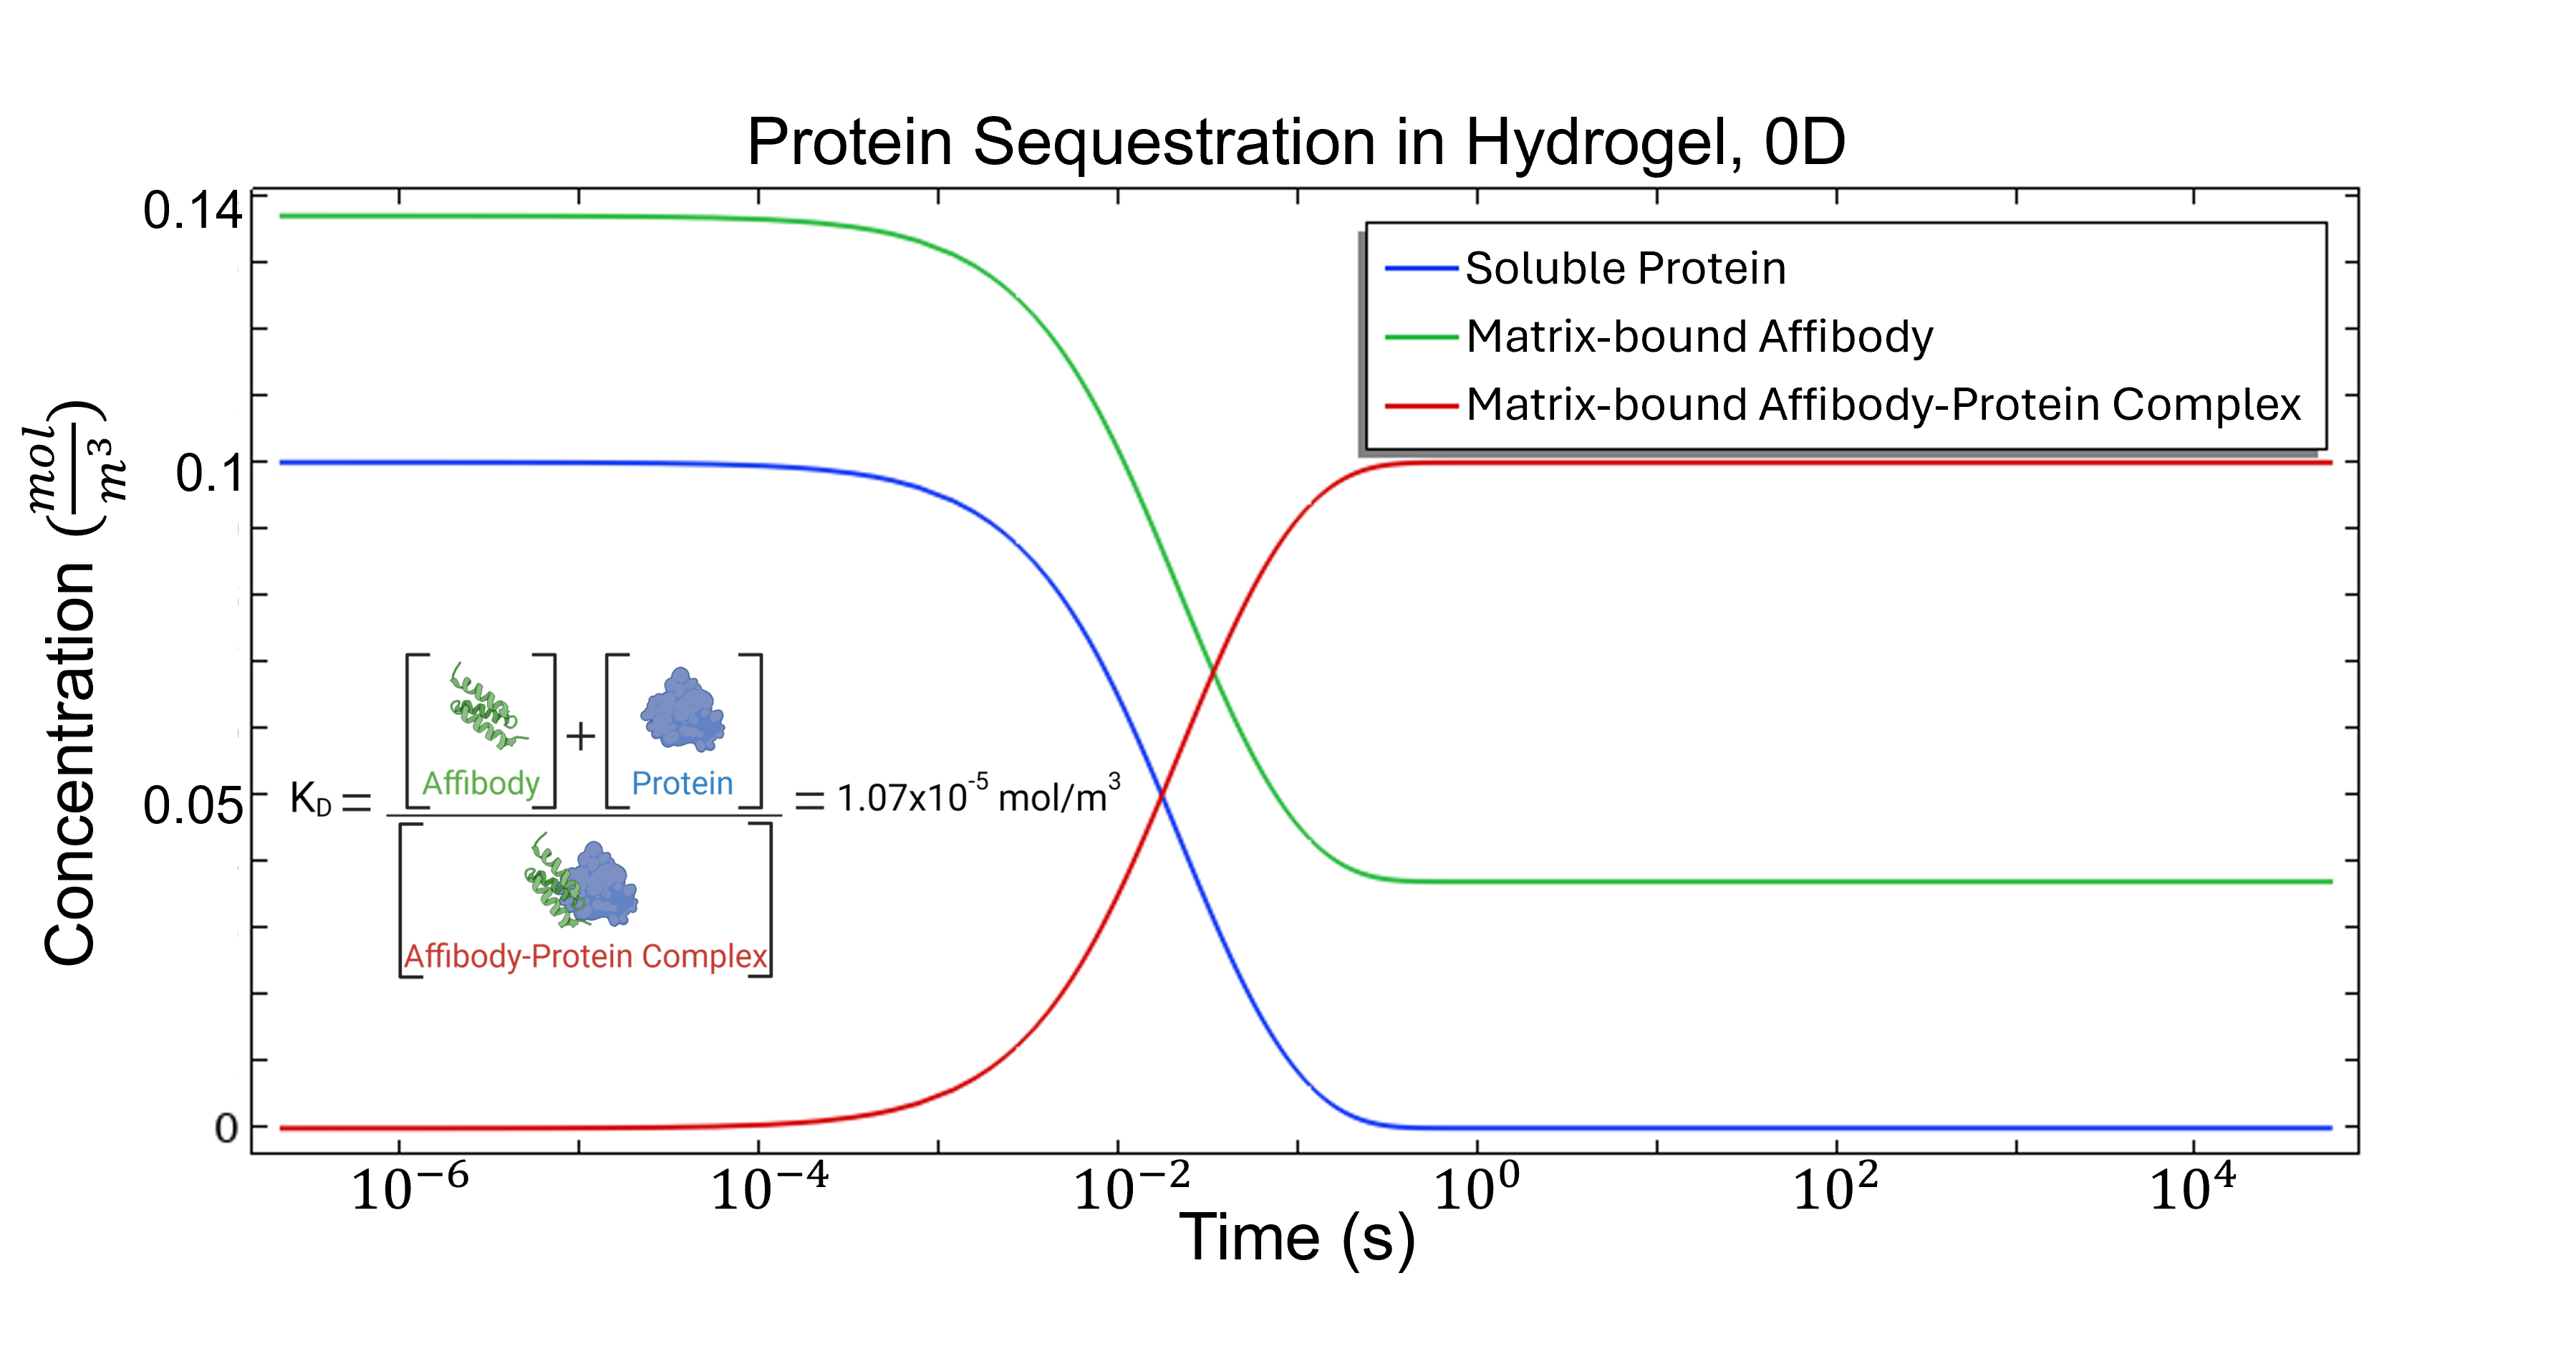 Protein Sequestration in Hydrogel, 0D
Concentration (mol/m³)
0.14
0.1
0.05
0
Soluble Protein
Matrix-bound Affibody
Matrix-bound Affibody-Protein Complex
K_D = [Affibody] + [Protein] / [Affibody-Protein Complex] = 1.07x10⁻⁵ mol/m³
10⁻⁶ 10⁻⁴ 10⁻² 10⁰ 10² 10⁴
Time (s)